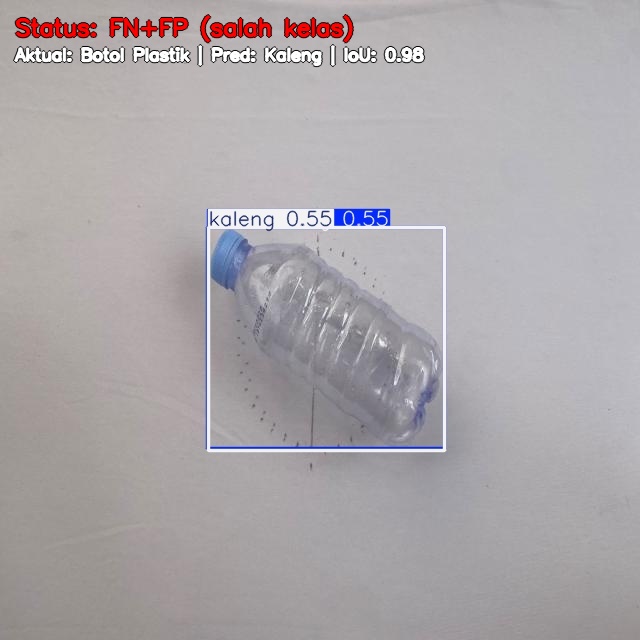 Status: FN+FP (salah kelas)
Aktual: Botol Plastik | Pred: Kaleng | IoU: 0.98
kaleng 0.55 0.55